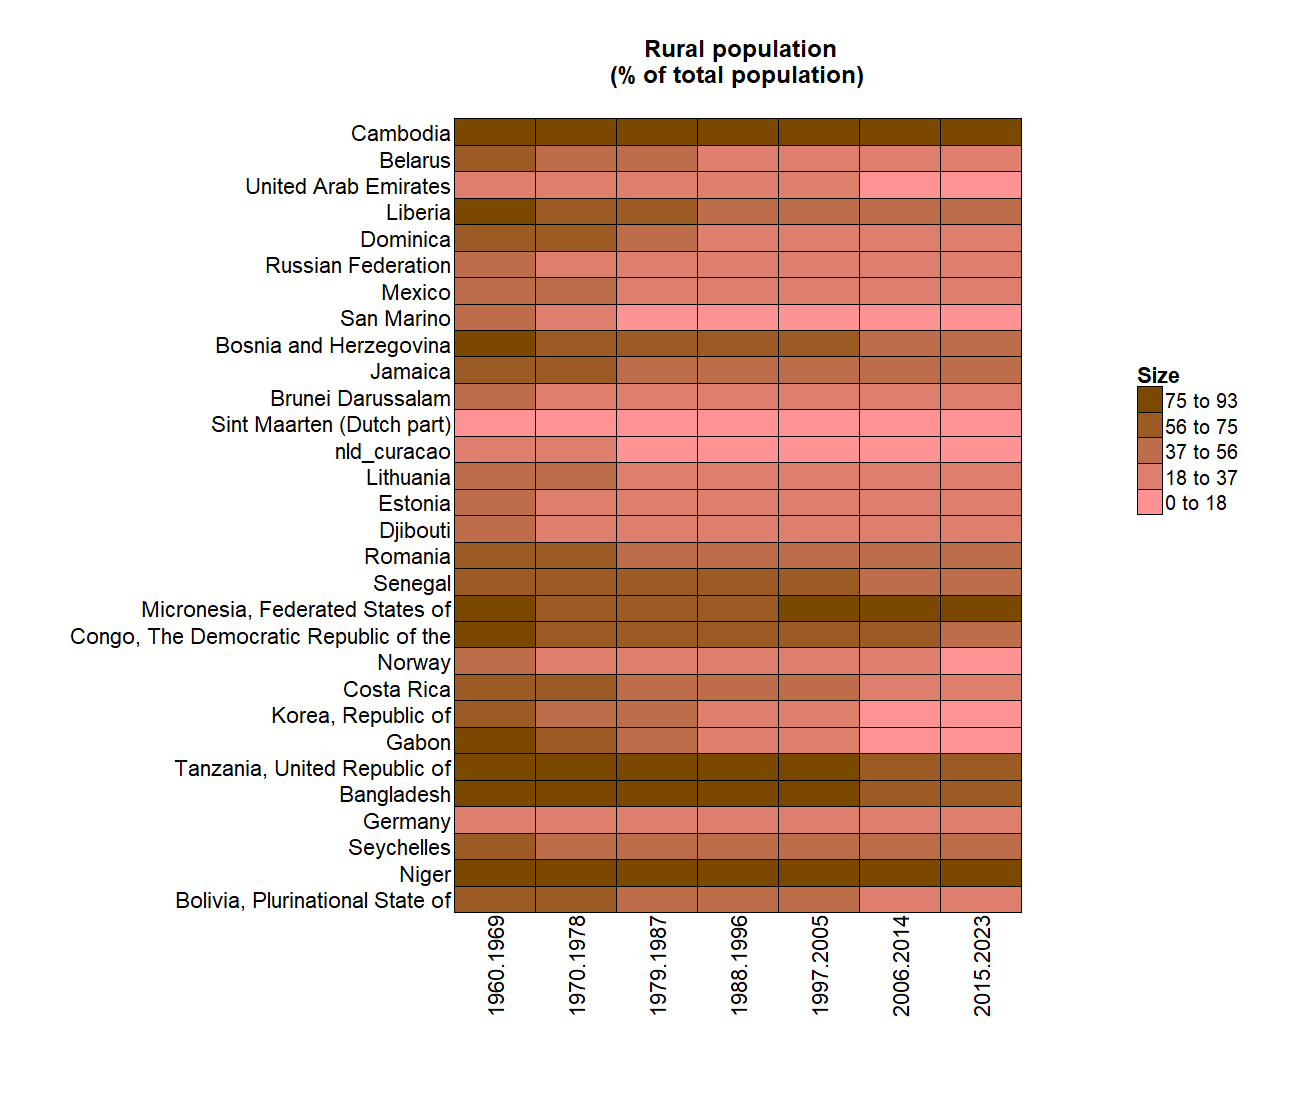 Rural population
(% of total population)
Cambodia
Belarus
United Arab Emirates
Liberia
Dominica
Russian Federation
Mexico
San Marino
Bosnia and Herzegovina
Jamaica
Brunei Darussalam
Sint Maarten (Dutch part)
nld_curacao
Lithuania
Estonia
Djibouti
Romania
Senegal
Micronesia, Federated States of
Congo, The Democratic Republic of the
Norway
Costa Rica
Korea, Republic of
Gabon
Tanzania, United Republic of
Bangladesh
Germany
Seychelles
Niger
Bolivia, Plurinational State of
1960.1969
1970.1978
1979.1987
1988.1996
1997.2005
2006.2014
2015.2023
Size
75 to 93
56 to 75
37 to 56
18 to 37
0 to 18